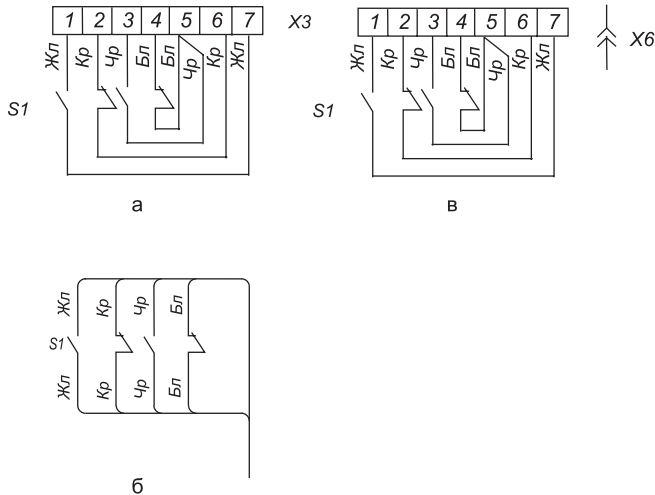 1 2 3 4 5 6 7 X3
Жл Кр Чр Бл Бл Чр Кр Жл
S1
а
1 2 3 4 5 6 7 X6
Жл Кр Чр Бл Бл Чр Кр Жл
S1
в
Жл Кр Чр Бл
S1
Жл Кр Чр Бл
б